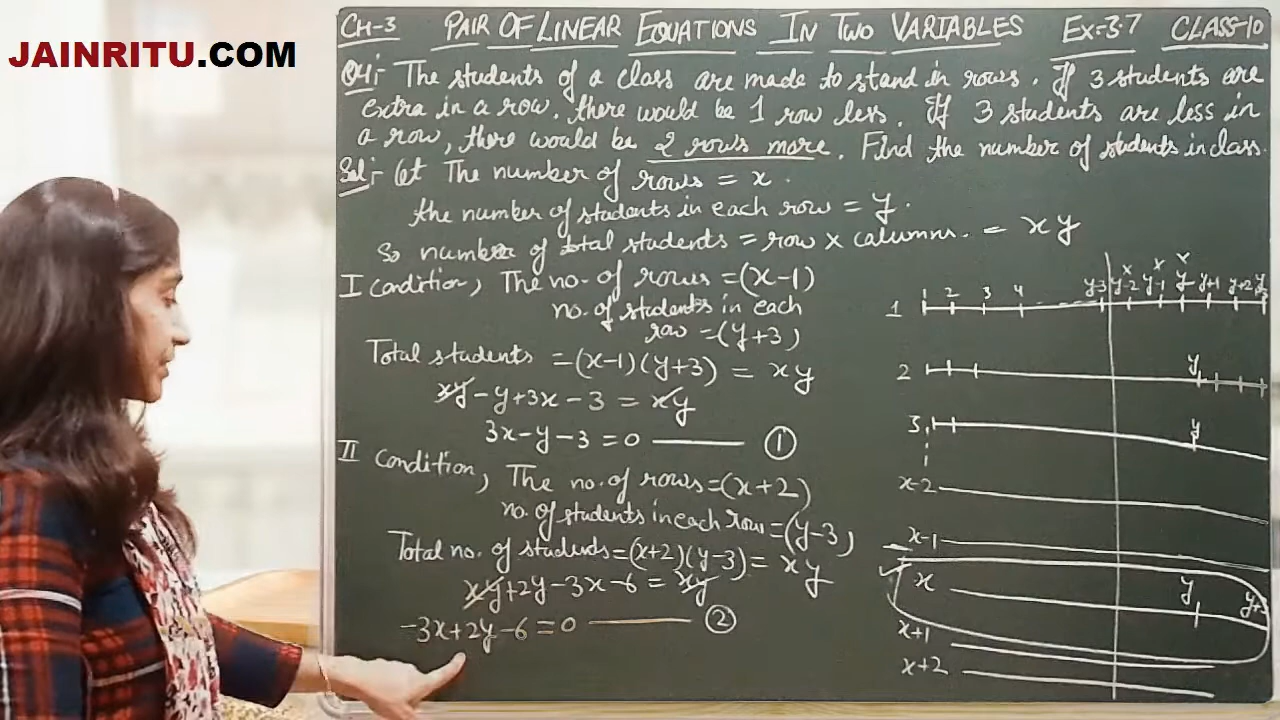 JAINRITU.COM
CH-3 PAIR OF LINEAR EQUATIONS IN TWO VARIABLES EX-3.7 CLASS-10
Q4:- The students of a class are made to stand in rows. If 3 students are
extra in a row, there would be 1 row less. If 3 students are less in
a row, there would be 2 rows more. Find the number of students in class.
Sol:- Let The number of rows = x.
the number of students in each row = y.
So number of total students = row × columns. = xy
I condition, The no. of rows = (x-1)
no. of students in each
row = (y+3)
Total students = (x-1)(y+3) = xy
xy - y + 3x - 3 = xy
3x - y - 3 = 0 ①
II condition, The no. of rows = (x+2)
no. of students in each row = (y-3)
Total no. of students = (x+2)(y-3) = xy
xy + 2y - 3x - 6 = xy
-3x + 2y - 6 = 0 ②
1 2 3 4 y-3 y-2 y-1 y y+1 y+2
1
2 y
3 y
x-2
x-1
x y y+3
x+1
x+2